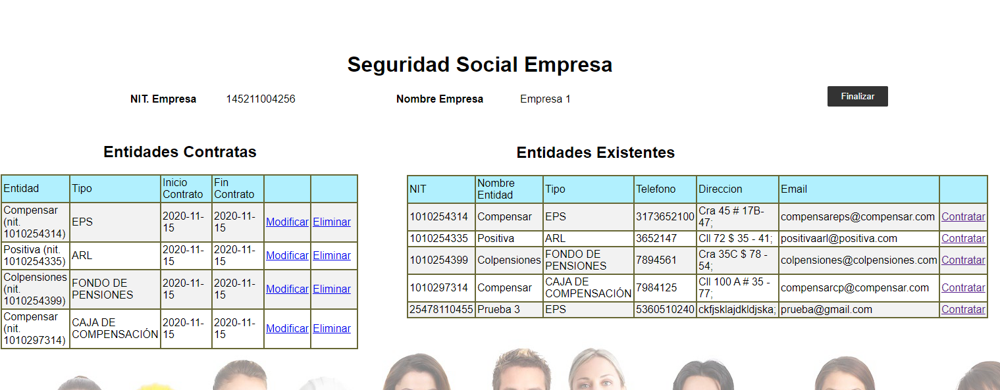 Seguridad Social Empresa
NIT. Empresa 145211004256 Nombre Empresa Empresa 1 Finalizar
Entidades Contratas
Entidad Tipo Inicio Contrato Fin Contrato
Compensar (nit. 1010254314) EPS 2020-11-15 2020-11-15 Modificar Eliminar
Positiva (nit. 1010254335) ARL 2020-11-15 2020-11-15 Modificar Eliminar
Colpensiones (nit. 1010254399) FONDO DE PENSIONES 2020-11-15 2020-11-15 Modificar Eliminar
Compensar (nit. 1010297314) CAJA DE COMPENSACIÓN 2020-11-15 2020-11-15 Modificar Eliminar
Entidades Existentes
NIT Nombre Entidad Tipo Telefono Direccion Email
1010254314 Compensar EPS 3173652100 Cra 45 # 17B-47; compensareps@compensar.com Contratar
1010254335 Positiva ARL 3652147 Cll 72 $ 35 - 41; positivaarl@positiva.com Contratar
1010254399 Colpensiones FONDO DE PENSIONES 7894561 Cra 35C $ 78 - 54; colpensiones@colpensiones.com Contratar
1010297314 Compensar CAJA DE COMPENSACIÓN 7984125 Cll 100 A # 35 - 77; compensarcp@compensar.com Contratar
25478110455 Prueba 3 EPS 5360510240 ckfjsklajdkldjska; prueba@gmail.com Contratar